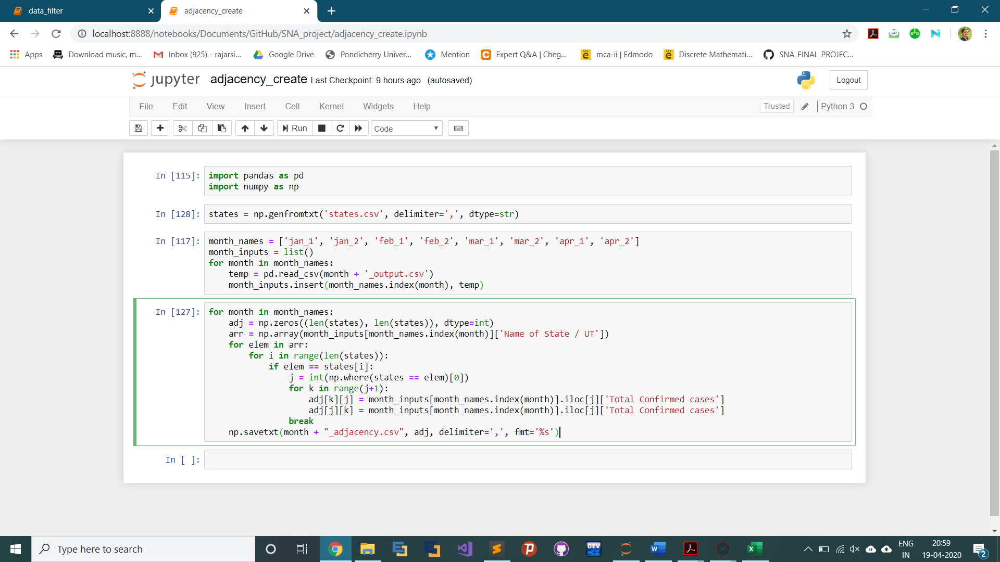 data_filter
adjacency_create
localhost:8888/notebooks/Documents/GitHub/SNA_project/adjacency_create.ipynb
Apps Download music, m... Inbox (925) - rajarsi... Google Drive Pondicherry Univer... Mention Expert Q&A | Cheg... mca-ii | Edmodo Discrete Mathemati... SNA_FINAL_PROJEC...
jupyter adjacency_create Last Checkpoint: 9 hours ago (autosaved) Logout
File Edit View Insert Cell Kernel Widgets Help Trusted Python 3
Run Code
In [115]: import pandas as pd
import numpy as np
In [128]: states = np.genfromtxt('states.csv', delimiter=',', dtype=str)
In [117]: month_names = ['jan_1', 'jan_2', 'feb_1', 'feb_2', 'mar_1', 'mar_2', 'apr_1', 'apr_2']
month_inputs = list()
for month in month_names:
    temp = pd.read_csv(month + '_output.csv')
    month_inputs.insert(month_names.index(month), temp)
In [127]: for month in month_names:
    adj = np.zeros((len(states), len(states)), dtype=int)
    arr = np.array(month_inputs[month_names.index(month)]['Name of State / UT'])
    for elem in arr:
        for i in range(len(states)):
            if elem == states[i]:
                j = int(np.where(states == elem)[0])
                for k in range(j+1):
                    adj[k][j] = month_inputs[month_names.index(month)].iloc[j]['Total Confirmed cases']
                    adj[j][k] = month_inputs[month_names.index(month)].iloc[j]['Total Confirmed cases']
                break
    np.savetxt(month + "_adjacency.csv", adj, delimiter=',', fmt='%s')
In [ ]:
Type here to search
DEV C++
ENG
IN
20:59
19-04-2020
2